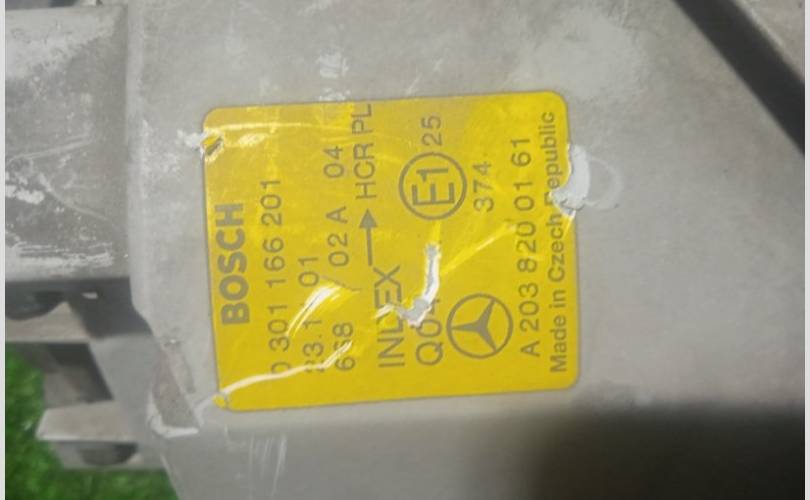 BOSCH
0 301 166 201
01
02 A 04
INDEX → HCR PL
E1 25
374
A 203 820 01 61
Made in Czech Republic